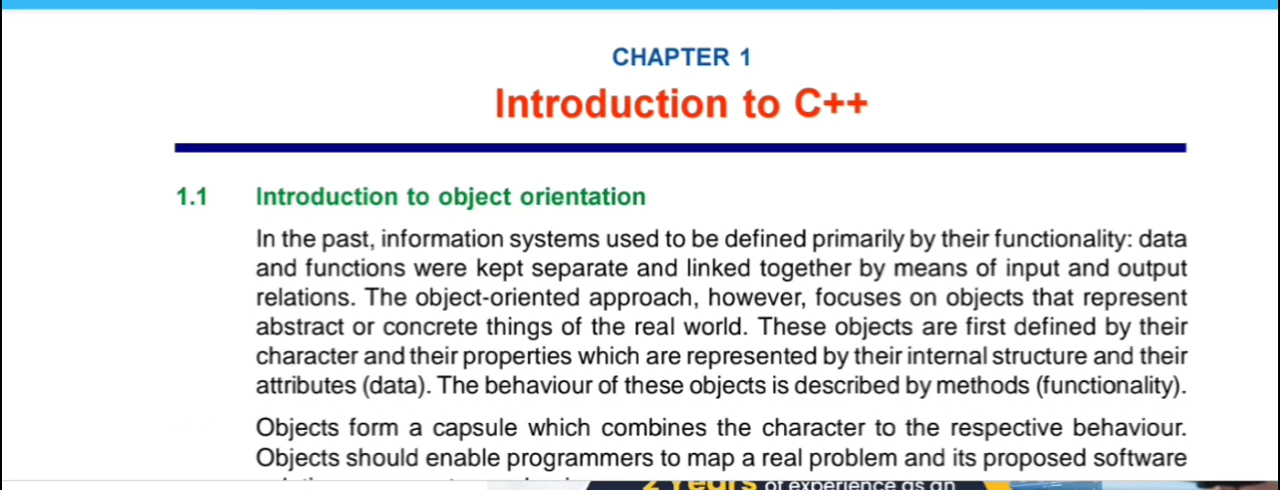 CHAPTER 1
Introduction to C++
1.1 Introduction to object orientation
In the past, information systems used to be defined primarily by their functionality: data
and functions were kept separate and linked together by means of input and output
relations. The object-oriented approach, however, focuses on objects that represent
abstract or concrete things of the real world. These objects are first defined by their
character and their properties which are represented by their internal structure and their
attributes (data). The behaviour of these objects is described by methods (functionality).
Objects form a capsule which combines the character to the respective behaviour.
Objects should enable programmers to map a real problem and its proposed software
2 Years of experience as an